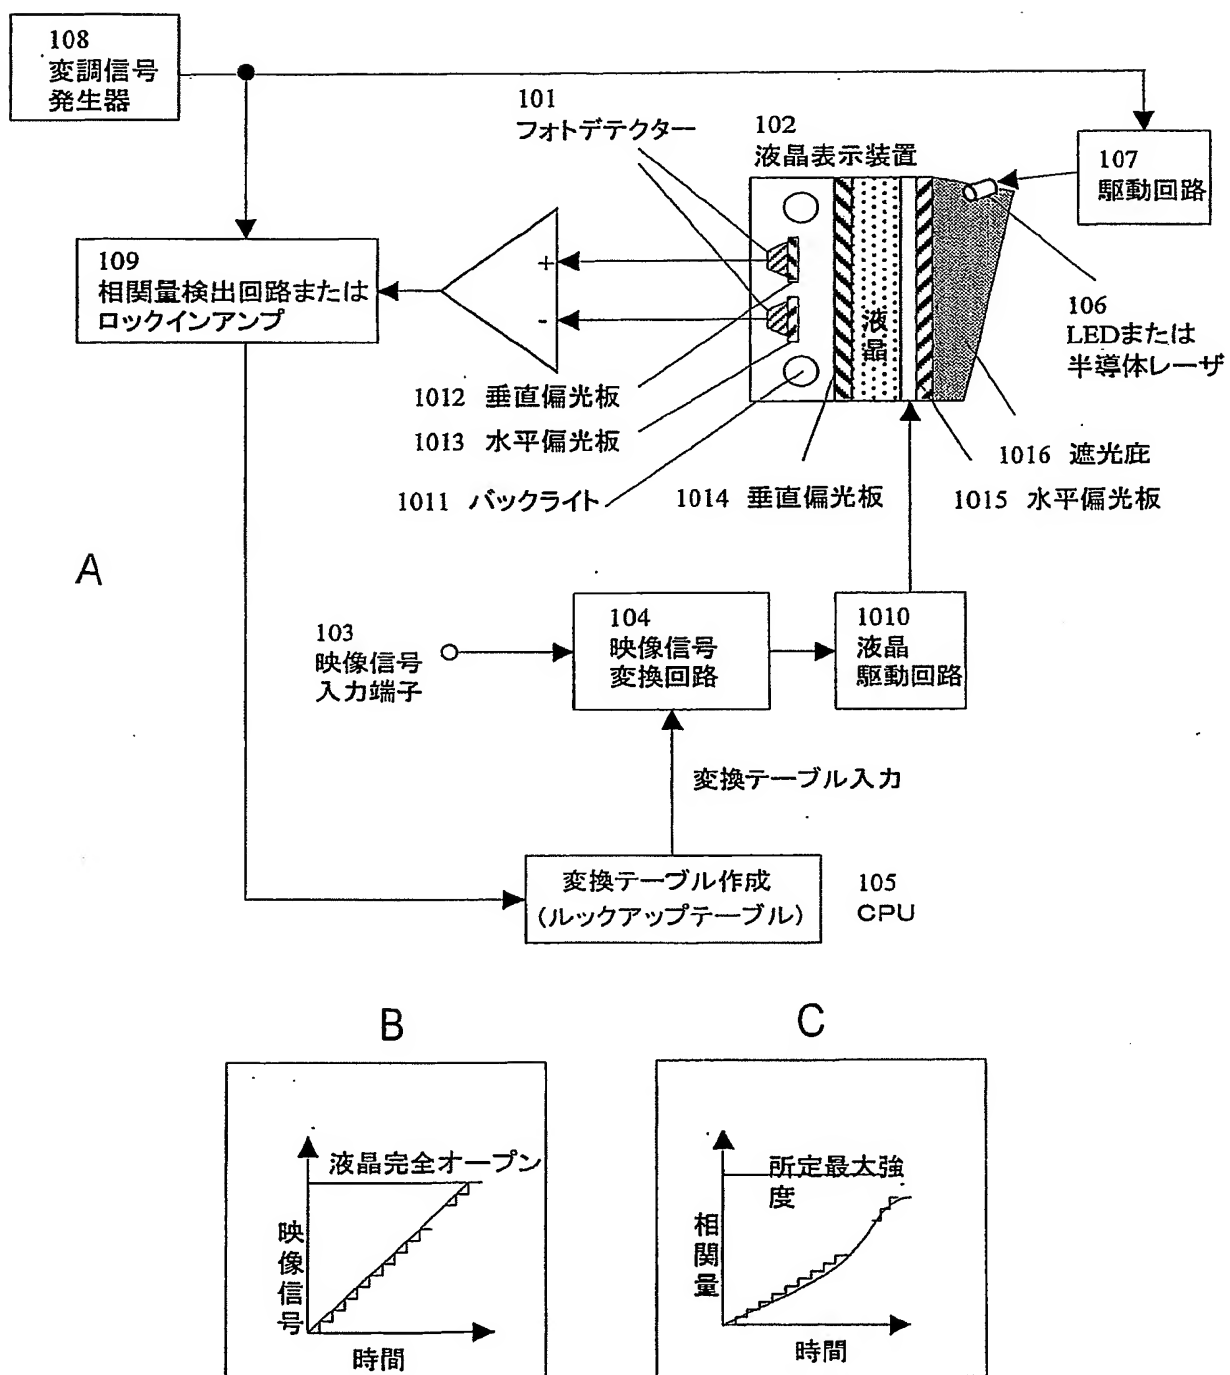 108
変調信号
発生器
101
フォトデテクター
102
液晶表示装置
107
駆動回路
109
相関量検出回路または
ロックインアンプ
+
-
液
晶
106
LEDまたは
半導体レーザ
1012 垂直偏光板
1013 水平偏光板
1011 バックライト
1014 垂直偏光板
1016 遮光庇
1015 水平偏光板
A
103
映像信号
入力端子
104
映像信号
変換回路
1010
液晶
駆動回路
変換テーブル入力
変換テーブル作成
(ルックアップテーブル)
105
CPU
B
液晶完全オープン
映
像
信
号
時間
C
所定最大強
度
相
関
量
時間